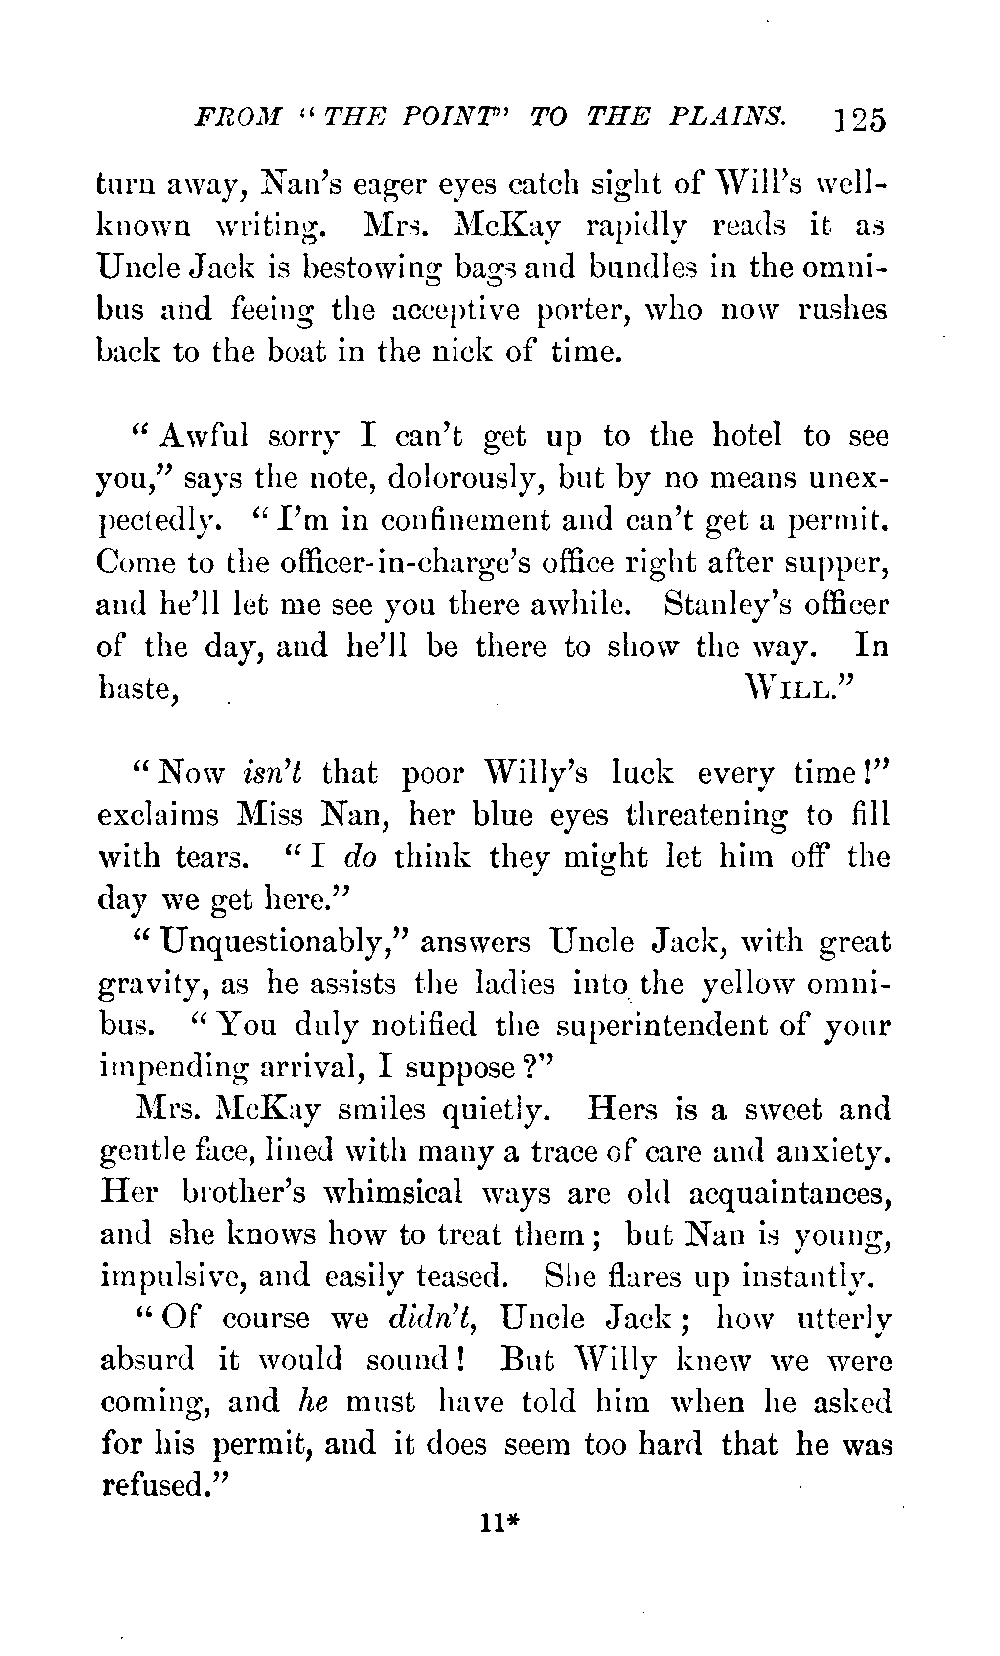 FROM "THE POINT" TO THE PLAINS. 125
turn away, Nan's eager eyes catch sight of Will's well-
known writing. Mrs. McKay rapidly reads it as
Uncle Jack is bestowing bags and bundles in the omni-
bus and feeing the acceptive porter, who now rushes
back to the boat in the nick of time.
"Awful sorry I can't get up to the hotel to see
you," says the note, dolorously, but by no means unex-
pectedly. "I'm in confinement and can't get a permit.
Come to the officer-in-charge's office right after supper,
and he'll let me see you there awhile. Stanley's officer
of the day, and he'll be there to show the way. In
haste, WILL."
"Now isn't that poor Willy's luck every time!"
exclaims Miss Nan, her blue eyes threatening to fill
with tears. "I do think they might let him off the
day we get here."
"Unquestionably," answers Uncle Jack, with great
gravity, as he assists the ladies into the yellow omni-
bus. "You duly notified the superintendent of your
impending arrival, I suppose?"
Mrs. McKay smiles quietly. Hers is a sweet and
gentle face, lined with many a trace of care and anxiety.
Her brother's whimsical ways are old acquaintances,
and she knows how to treat them; but Nan is young,
impulsive, and easily teased. She flares up instantly.
"Of course we didn't, Uncle Jack; how utterly
absurd it would sound! But Willy knew we were
coming, and he must have told him when he asked
for his permit, and it does seem too hard that he was
refused."
11*